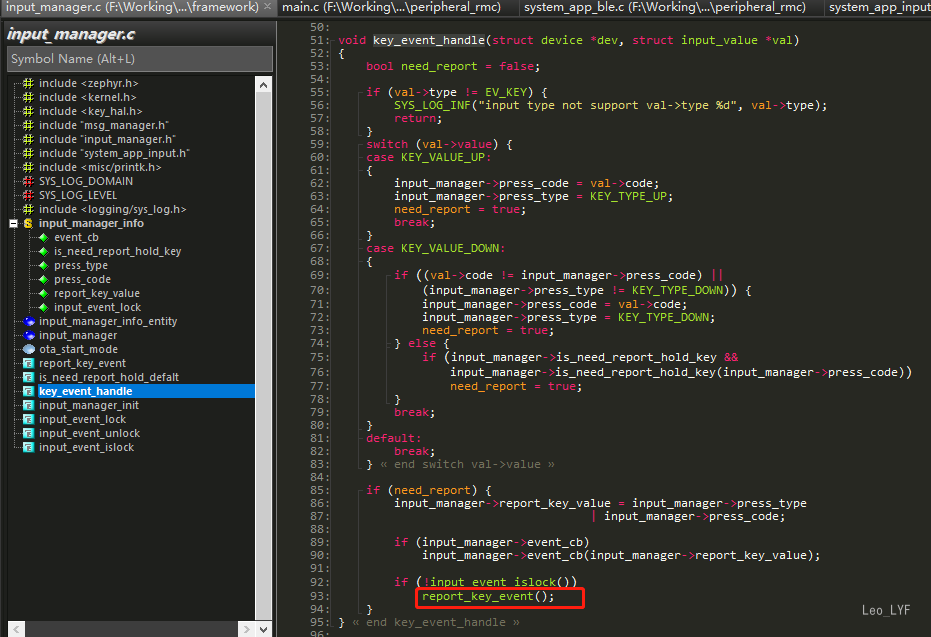 input_manager.c (F:\Working\...\framework) × main.c (F:\Working\...\peripheral_rmc) system_app_ble.c (F:\Working\...\peripheral_rmc) system_app_input
input_manager.c
Symbol Name (Alt+L)
include <zephyr.h>
include <kernel.h>
include <key_hal.h>
include "msg_manager.h"
include "input_manager.h"
include "system_app_input.h"
include <misc/printk.h>
SYS_LOG_DOMAIN
SYS_LOG_LEVEL
include <logging/sys_log.h>
input_manager_info
event_cb
is_need_report_hold_key
press_type
press_code
report_key_value
input_event_lock
input_manager_info_entity
input_manager
ota_start_mode
report_key_event
is_need_report_hold_defalt
key_event_handle
input_manager_init
input_event_lock
input_event_unlock
input_event_islock
50:
51: void key_event_handle(struct device *dev, struct input_value *val)
52: {
53: bool need_report = false;
54:
55: if (val->type != EV_KEY) {
56: SYS_LOG_INF("input type not support val->type %d", val->type);
57: return;
58: }
59: switch (val->value) {
60: case KEY_VALUE_UP:
61: {
62: input_manager->press_code = val->code;
63: input_manager->press_type = KEY_TYPE_UP;
64: need_report = true;
65: break;
66: }
67: case KEY_VALUE_DOWN:
68: {
69: if ((val->code != input_manager->press_code) ||
70: (input_manager->press_type != KEY_TYPE_DOWN)) {
71: input_manager->press_code = val->code;
72: input_manager->press_type = KEY_TYPE_DOWN;
73: need_report = true;
74: } else {
75: if (input_manager->is_need_report_hold_key &&
76: input_manager->is_need_report_hold_key(input_manager->press_code))
77: need_report = true;
78: }
79: break;
80: }
81: default:
82: break;
83: } « end switch val->value »
84:
85: if (need_report) {
86: input_manager->report_key_value = input_manager->press_type
87: | input_manager->press_code;
88:
89: if (input_manager->event_cb)
90: input_manager->event_cb(input_manager->report_key_value);
91:
92: if (!input_event_islock())
93: report_key_event();
94: }
95: } « end key_event_handle »
96:
Leo_LYF